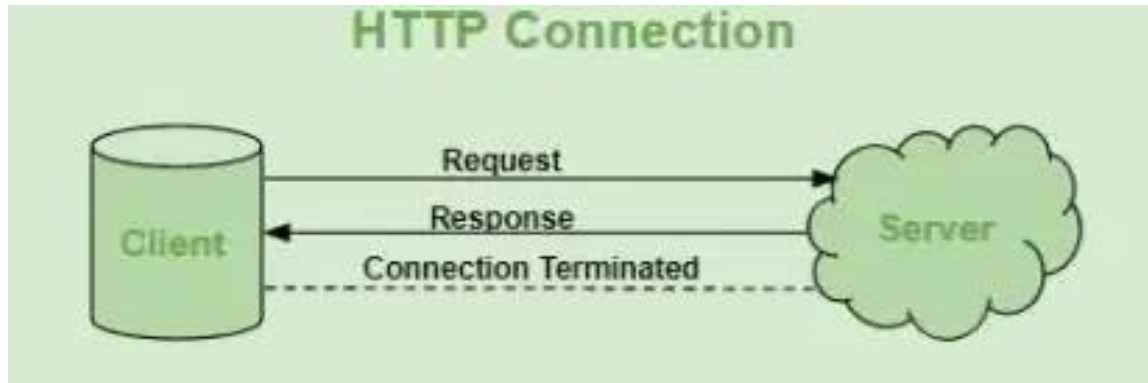 HTTP Connection
Request
Response
Client
Server
Connection Terminated